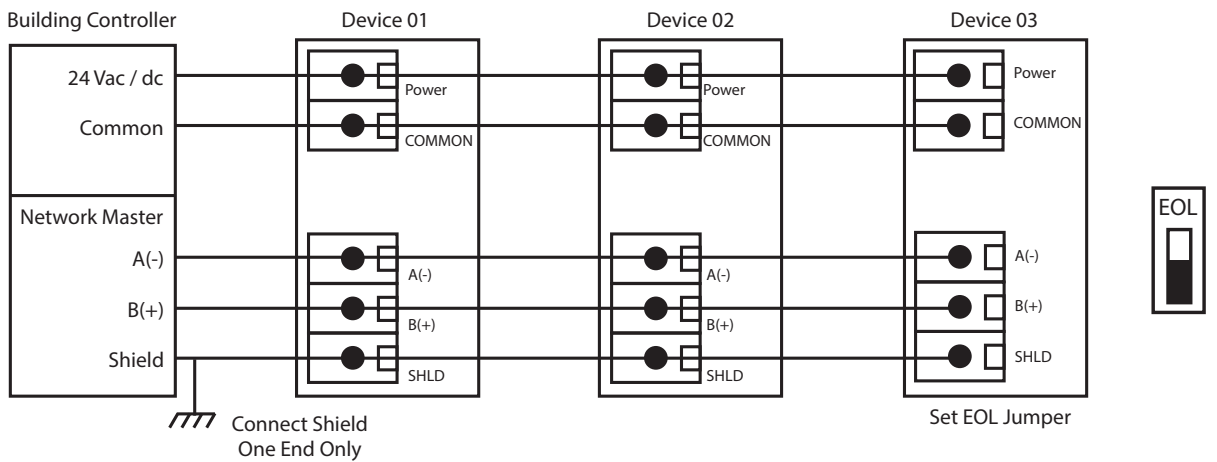 Building Controller
24 Vac / dc
Common
Network Master
A(-)
B(+)
Shield
Connect Shield
One End Only
Device 01
Power
COMMON
A(-)
B(+)
SHLD
Device 02
Power
COMMON
A(-)
B(+)
SHLD
Device 03
Power
COMMON
A(-)
B(+)
SHLD
Set EOL Jumper
EOL